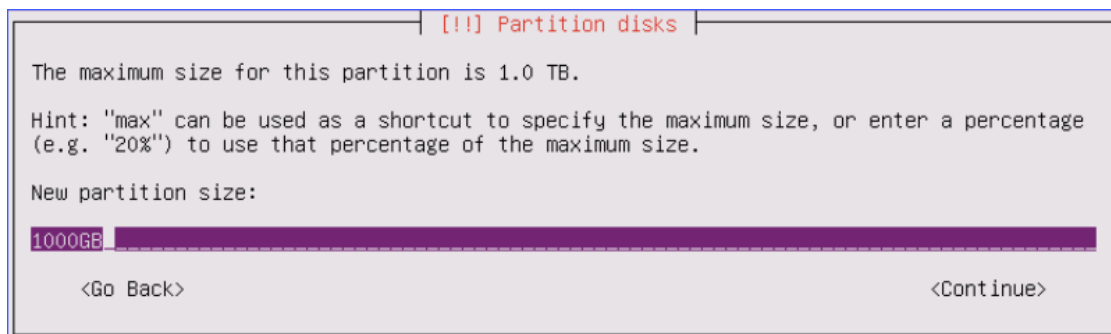 [!!] Partition disks
The maximum size for this partition is 1.0 TB.
Hint: "max" can be used as a shortcut to specify the maximum size, or enter a percentage
(e.g. "20%") to use that percentage of the maximum size.
New partition size:
1000GB
<Go Back> <Continue>